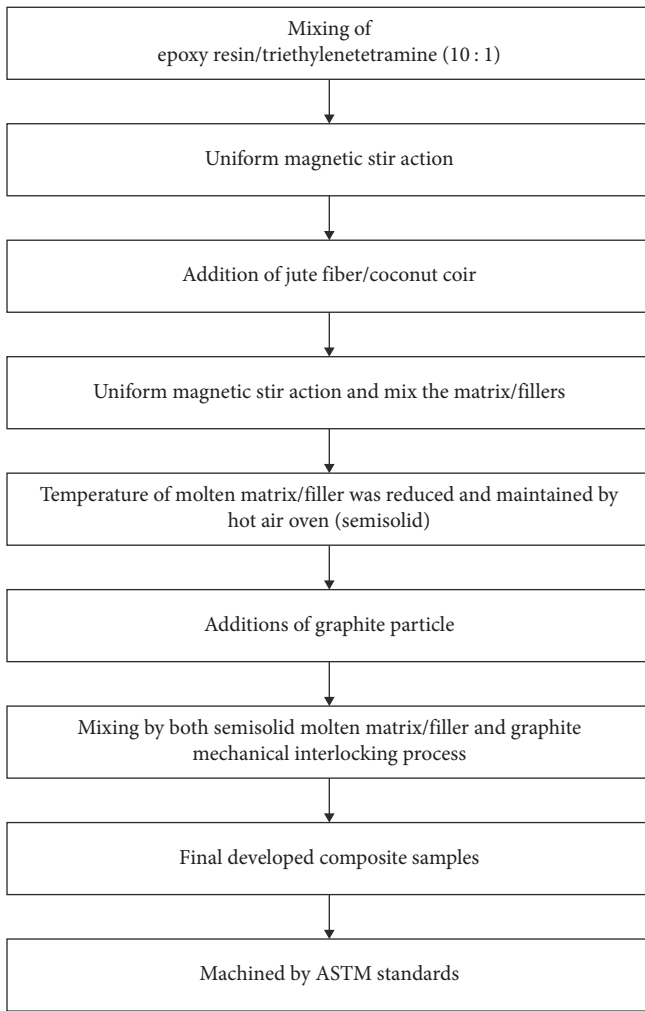 Mixing of
epoxy resin/triethylenetetramine (10 : 1)
Uniform magnetic stir action
Addition of jute fiber/coconut coir
Uniform magnetic stir action and mix the matrix/fillers
Temperature of molten matrix/filler was reduced and maintained by
hot air oven (semisolid)
Additions of graphite particle
Mixing by both semisolid molten matrix/filler and graphite
mechanical interlocking process
Final developed composite samples
Machined by ASTM standards